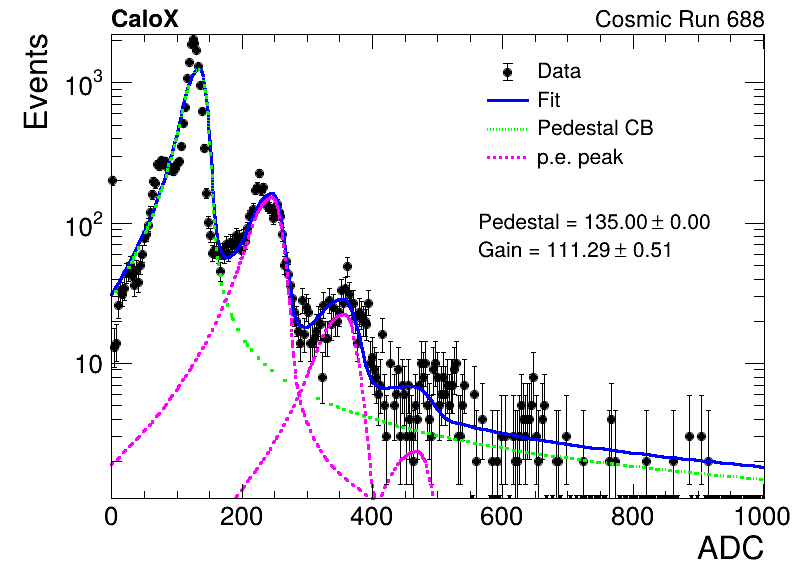 CaloX Cosmic Run 688
Events
Data
Fit
Pedestal CB
p.e. peak
Pedestal = 135.00 ± 0.00
Gain = 111.29 ± 0.51
10³
10²
10
0 200 400 600 800 1000
ADC